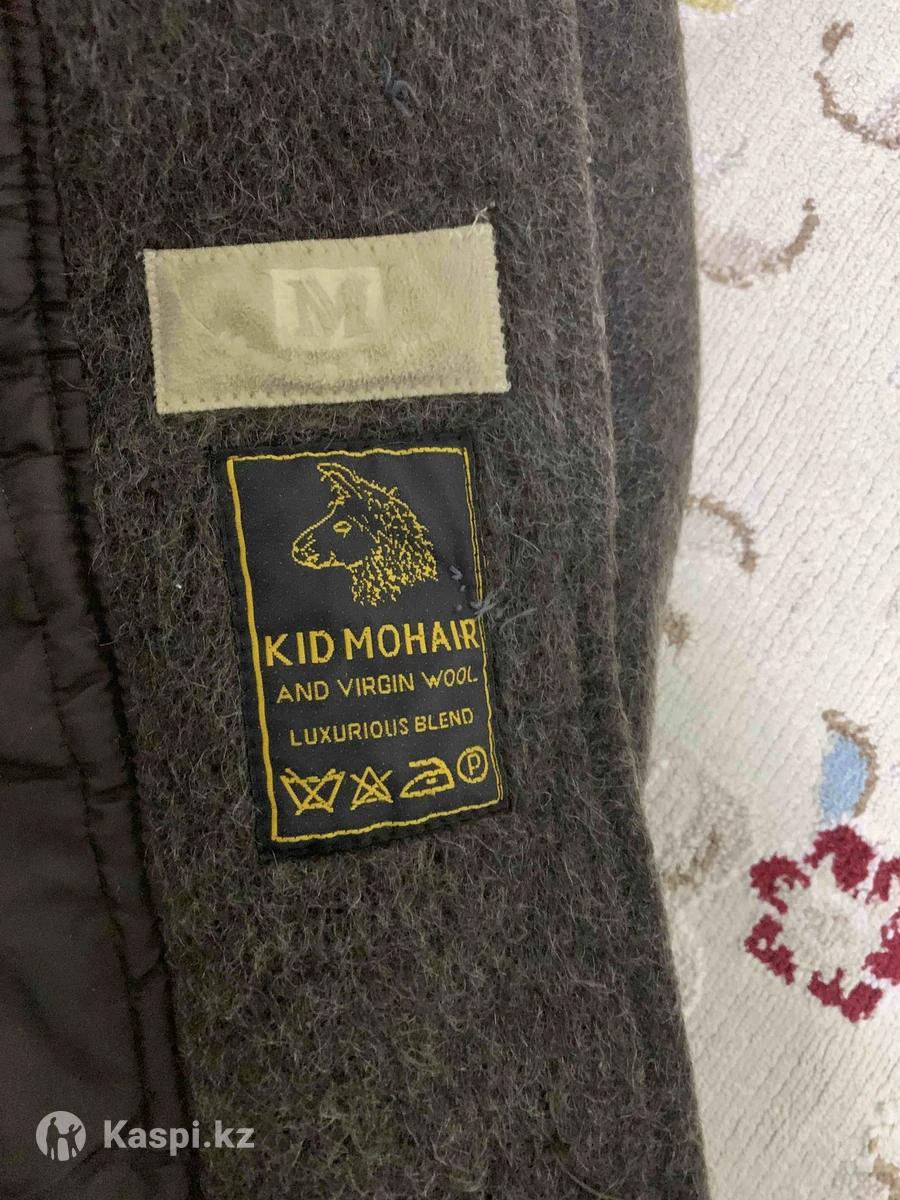 M
KID MOHAIR
AND VIRGIN WOOL
LUXURIOUS BLEND
P
Kaspi.kz